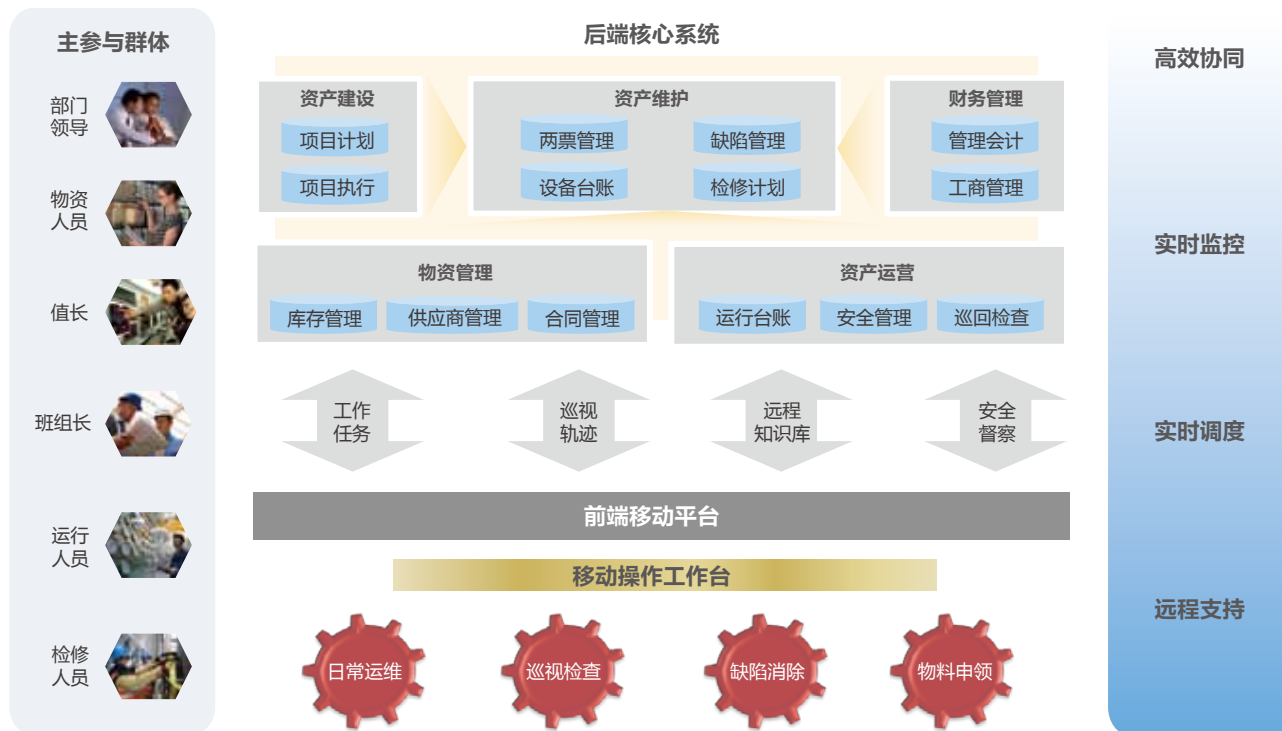 主参与群体
部门
领导
物资
人员
值长
班组长
运行
人员
检修
人员
后端核心系统
资产建设
项目计划
项目执行
资产维护
两票管理
缺陷管理
设备台账
检修计划
财务管理
管理会计
工商管理
物资管理
库存管理
供应商管理
合同管理
资产运营
运行台账
安全管理
巡回检查
工作
任务
巡视
轨迹
远程
知识库
安全
督察
前端移动平台
移动操作工作台
日常运维
巡视检查
缺陷消除
物料申领
高效协同
实时监控
实时调度
远程支持